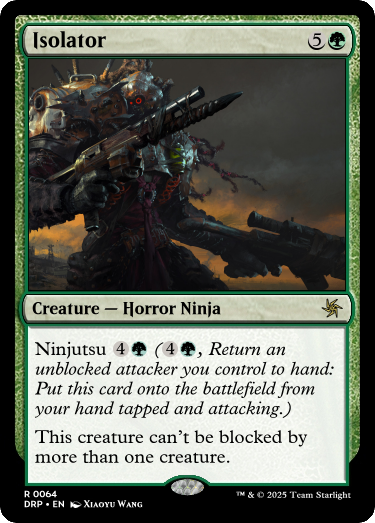 Isolator 5
Creature — Horror Ninja
Ninjutsu 4 (4, Return an
unblocked attacker you control to hand:
Put this card onto the battlefield from
your hand tapped and attacking.)
This creature can't be blocked by
more than one creature.
R 0064
DRP • EN Xiaoyu Wang
™ & © 2025 Team Starlight